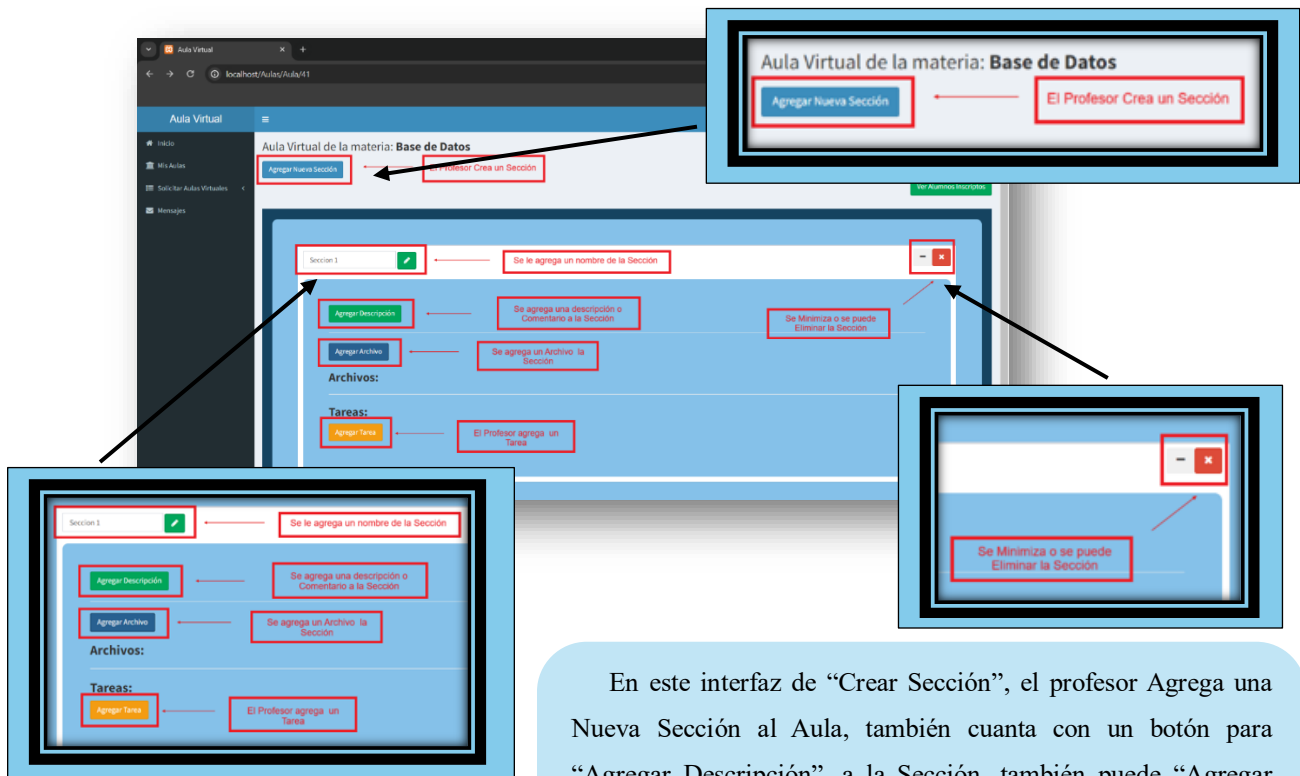 Aula Virtual
localhost/Aulas/Aula/41
Aula Virtual
Inicio
Mis Aulas
Solicitar Aulas Virtuales
Mensajes
Aula Virtual de la materia: Base de Datos
Agregar Nueva Sección
El Profesor Crea un Sección
Ver Alumnos Inscriptos
Seccion 1
Se le agrega un nombre de la Sección
Agregar Descripción
Se agrega una descripción o
Comentario a la Sección
Se Minimiza o se puede
Eliminar la Sección
Agregar Archivo
Se agrega un Archivo la
Sección
Archivos:
Tareas:
Agregar Tarea
El Profesor agrega un
Tarea
Aula Virtual de la materia: Base de Datos
Agregar Nueva Sección
El Profesor Crea un Sección
Se Minimiza o se puede
Eliminar la Sección
Seccion 1
Se le agrega un nombre de la Sección
Agregar Descripción
Se agrega una descripción o
Comentario a la Sección
Agregar Archivo
Se agrega un Archivo la
Sección
Archivos:
Tareas:
Agregar Tarea
El Profesor agrega un
Tarea
En este interfaz de “Crear Sección”, el profesor Agrega una
Nueva Sección al Aula, también cuanta con un botón para
“Agregar Descripción”, a la Sección, también puede “Agregar